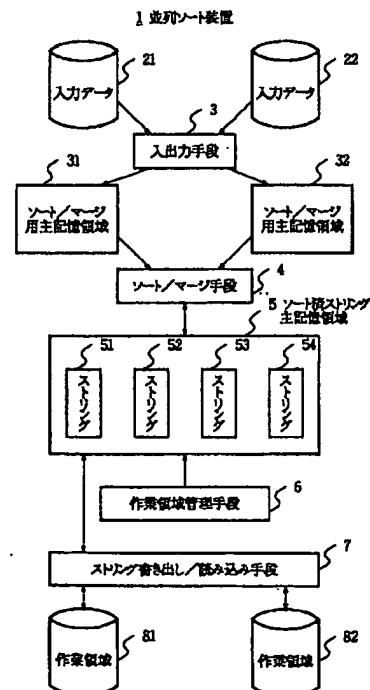 1 並列ソート装置
21
22
入力データ
入力データ
3
入出力手段
31
32
ソート／マージ
用主記憶領域
ソート／マージ
用主記憶領域
4
ソート／マージ手段
5 ソート済ストリング
主記憶領域
51
52
53
54
ストリング
ストリング
ストリング
ストリング
6
作業領域管理手段
7
ストリング書き出し／読み込み手段
81
82
作業領域
作業領域